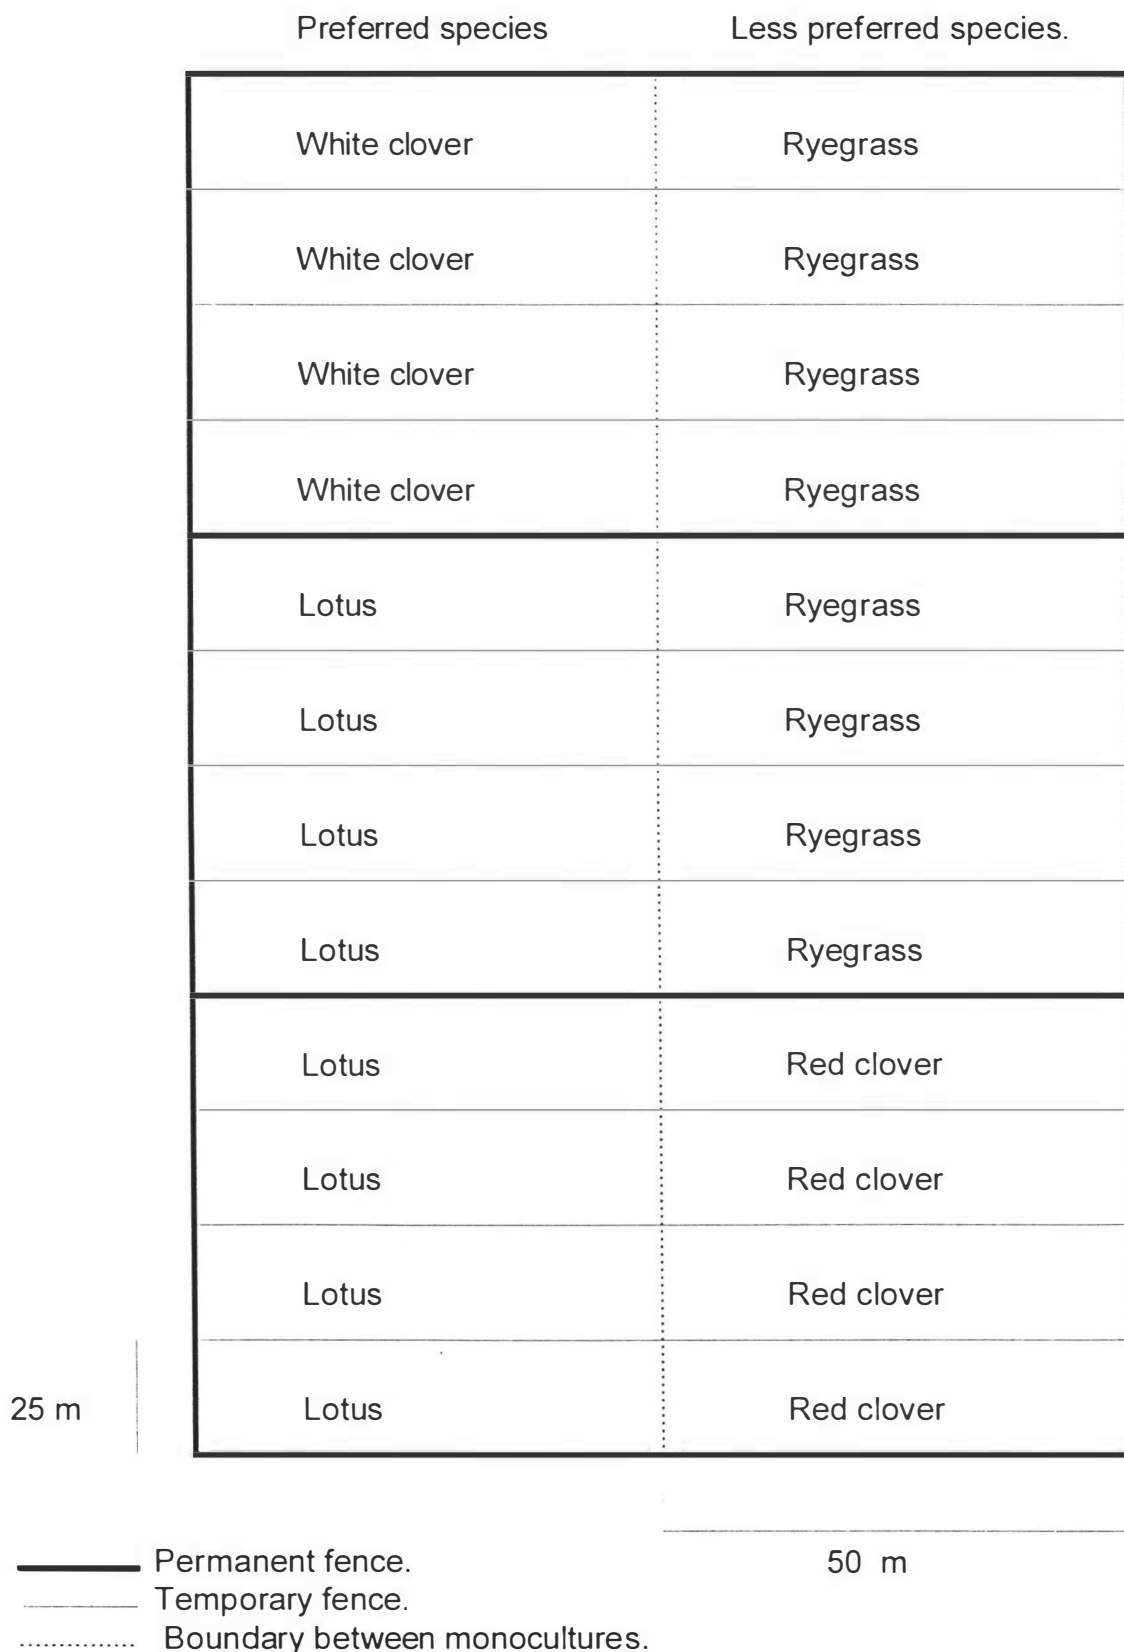 Preferred species Less preferred species.
White clover Ryegrass
White clover Ryegrass
White clover Ryegrass
White clover Ryegrass
Lotus Ryegrass
Lotus Ryegrass
Lotus Ryegrass
Lotus Ryegrass
Lotus Red clover
Lotus Red clover
Lotus Red clover
25 m Lotus Red clover
50 m
Permanent fence.
Temporary fence.
Boundary between monocultures.